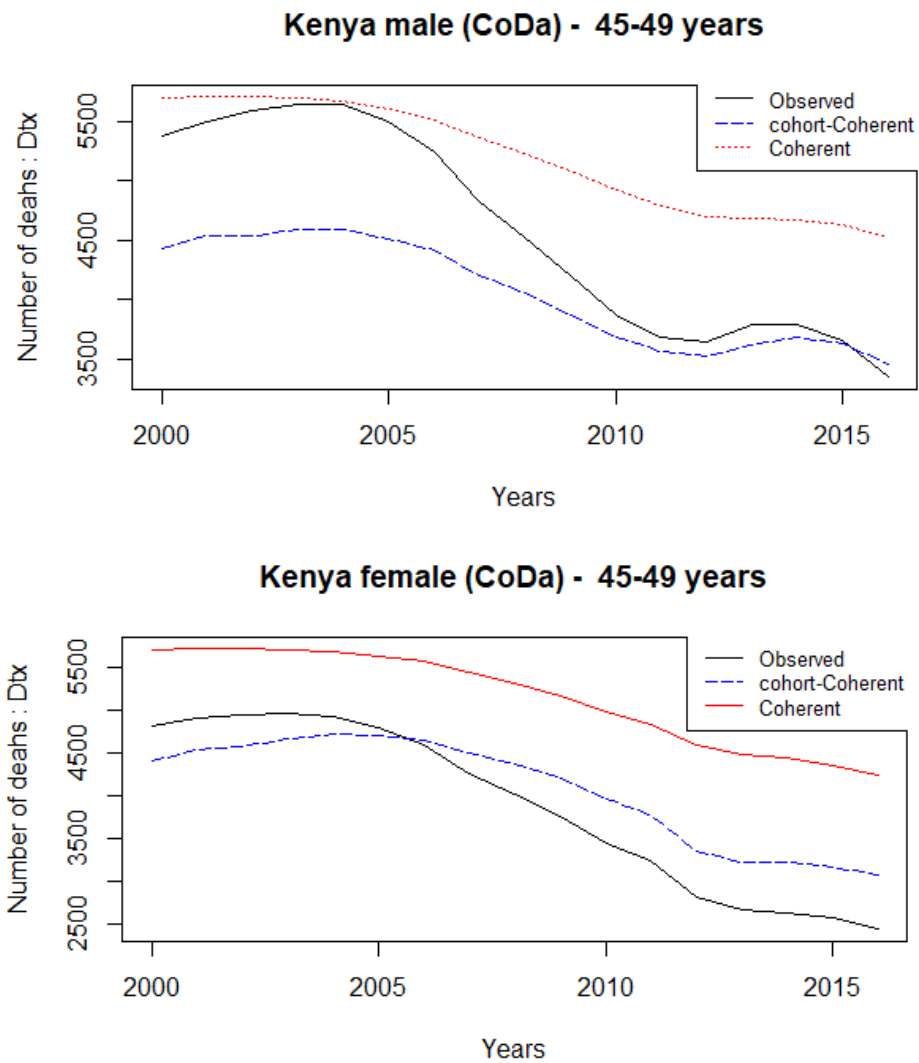 Kenya male (CoDa) -  45-49 years
Number of deahs : Dtx
5500
4500
3500
Observed
cohort-Coherent
Coherent
2000 2005 2010 2015
Years
Kenya female (CoDa) -  45-49 years
Number of deahs : Dtx
5500
4500
3500
2500
Observed
cohort-Coherent
Coherent
2000 2005 2010 2015
Years